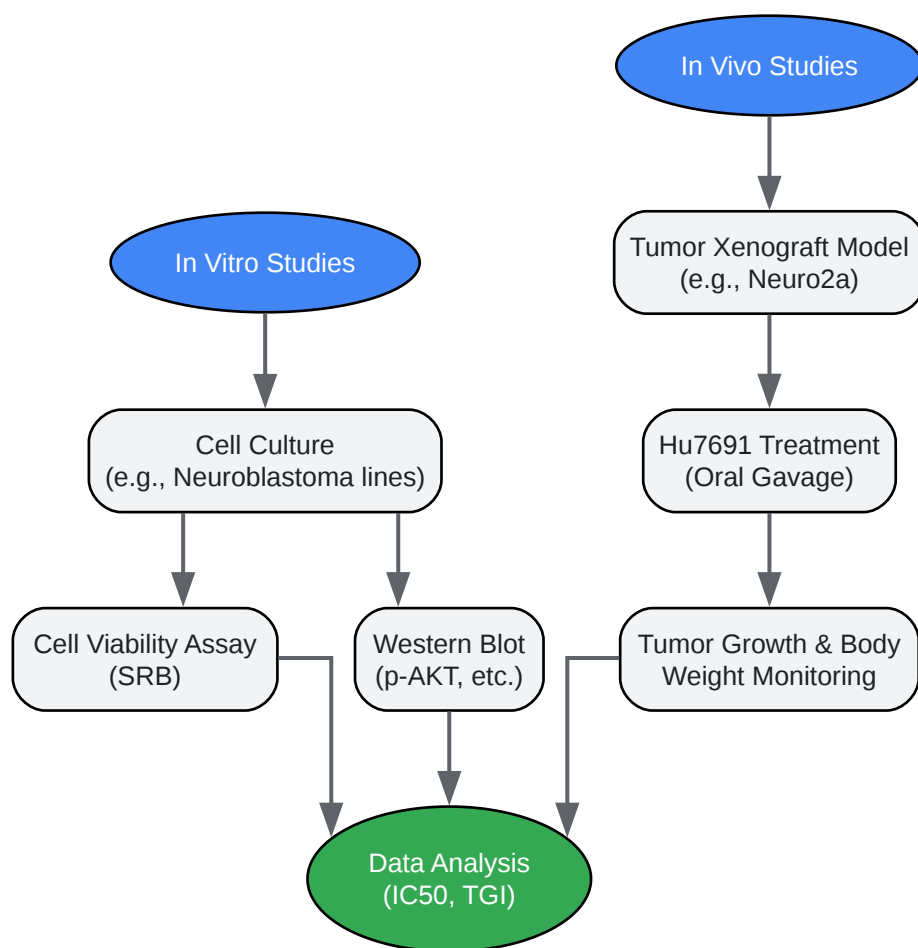 In Vivo Studies
In Vitro Studies
Tumor Xenograft Model
(e.g., Neuro2a)
Cell Culture
(e.g., Neuroblastoma lines)
Hu7691 Treatment
(Oral Gavage)
Cell Viability Assay
(SRB)
Western Blot
(p-AKT, etc.)
Tumor Growth & Body
Weight Monitoring
Data Analysis
(IC50, TGI)